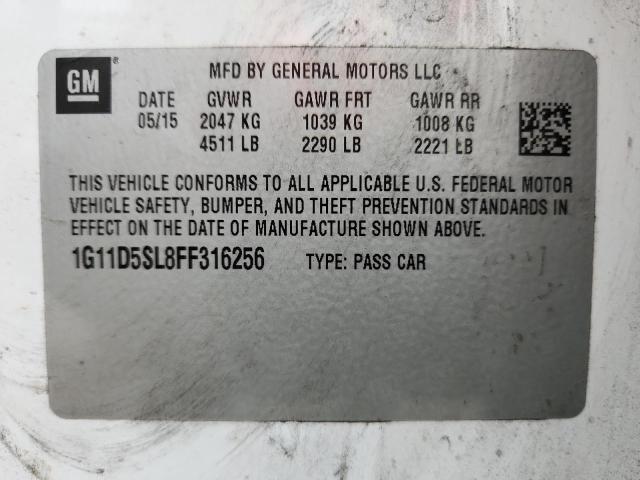 GM
MFD BY GENERAL MOTORS LLC
DATE GVWR GAWR FRT GAWR RR
05/15 2047 KG 1039 KG 1008 KG
4511 LB 2290 LB 2221 LB
THIS VEHICLE CONFORMS TO ALL APPLICABLE U.S. FEDERAL MOTOR
VEHICLE SAFETY, BUMPER, AND THEFT PREVENTION STANDARDS IN
EFFECT ON THE DATE OF MANUFACTURE SHOWN ABOVE.
1G11D5SL8FF316256 TYPE: PASS CAR